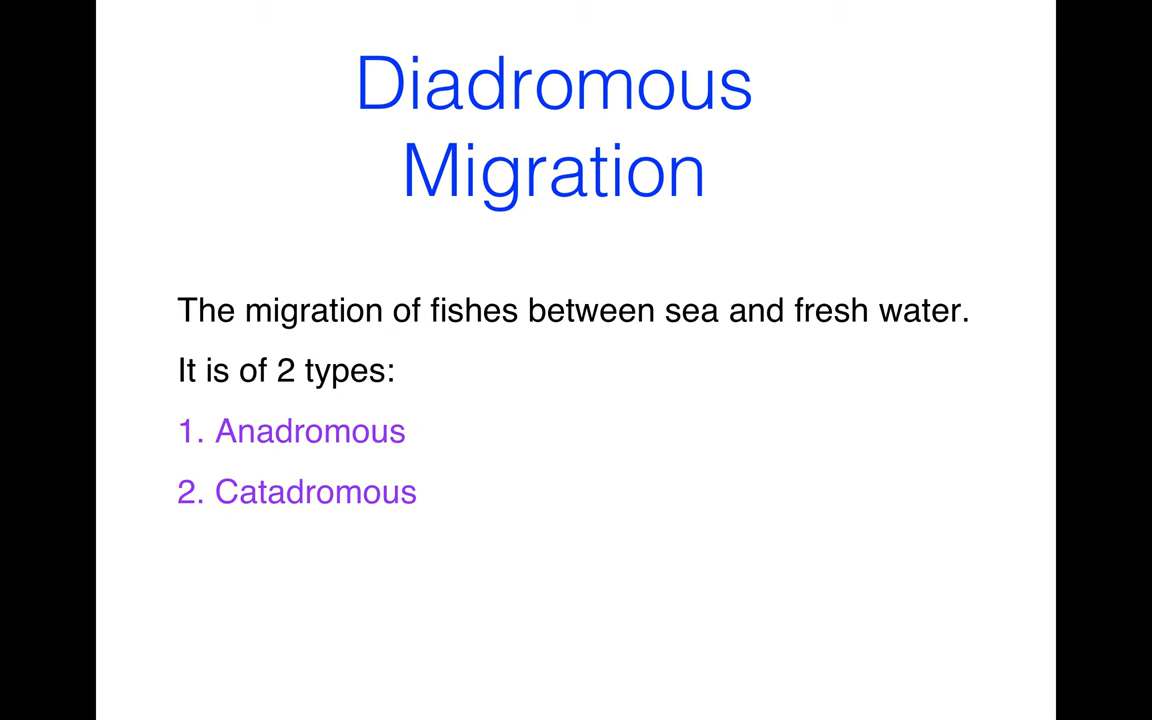 Diadromous
Migration
The migration of fishes between sea and fresh water.
It is of 2 types:
1. Anadromous
2. Catadromous